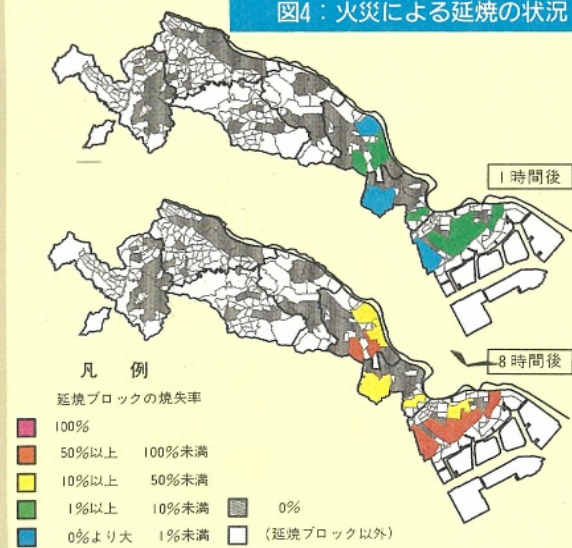 図4:火災による延焼の状況
1時間後
8時間後
凡 例
延焼ブロックの焼失率
100%
50%以上 100%未満
10%以上 50%未満
1%以上 10%未満 0%
0%より大 1%未満 (延焼ブロック以外)